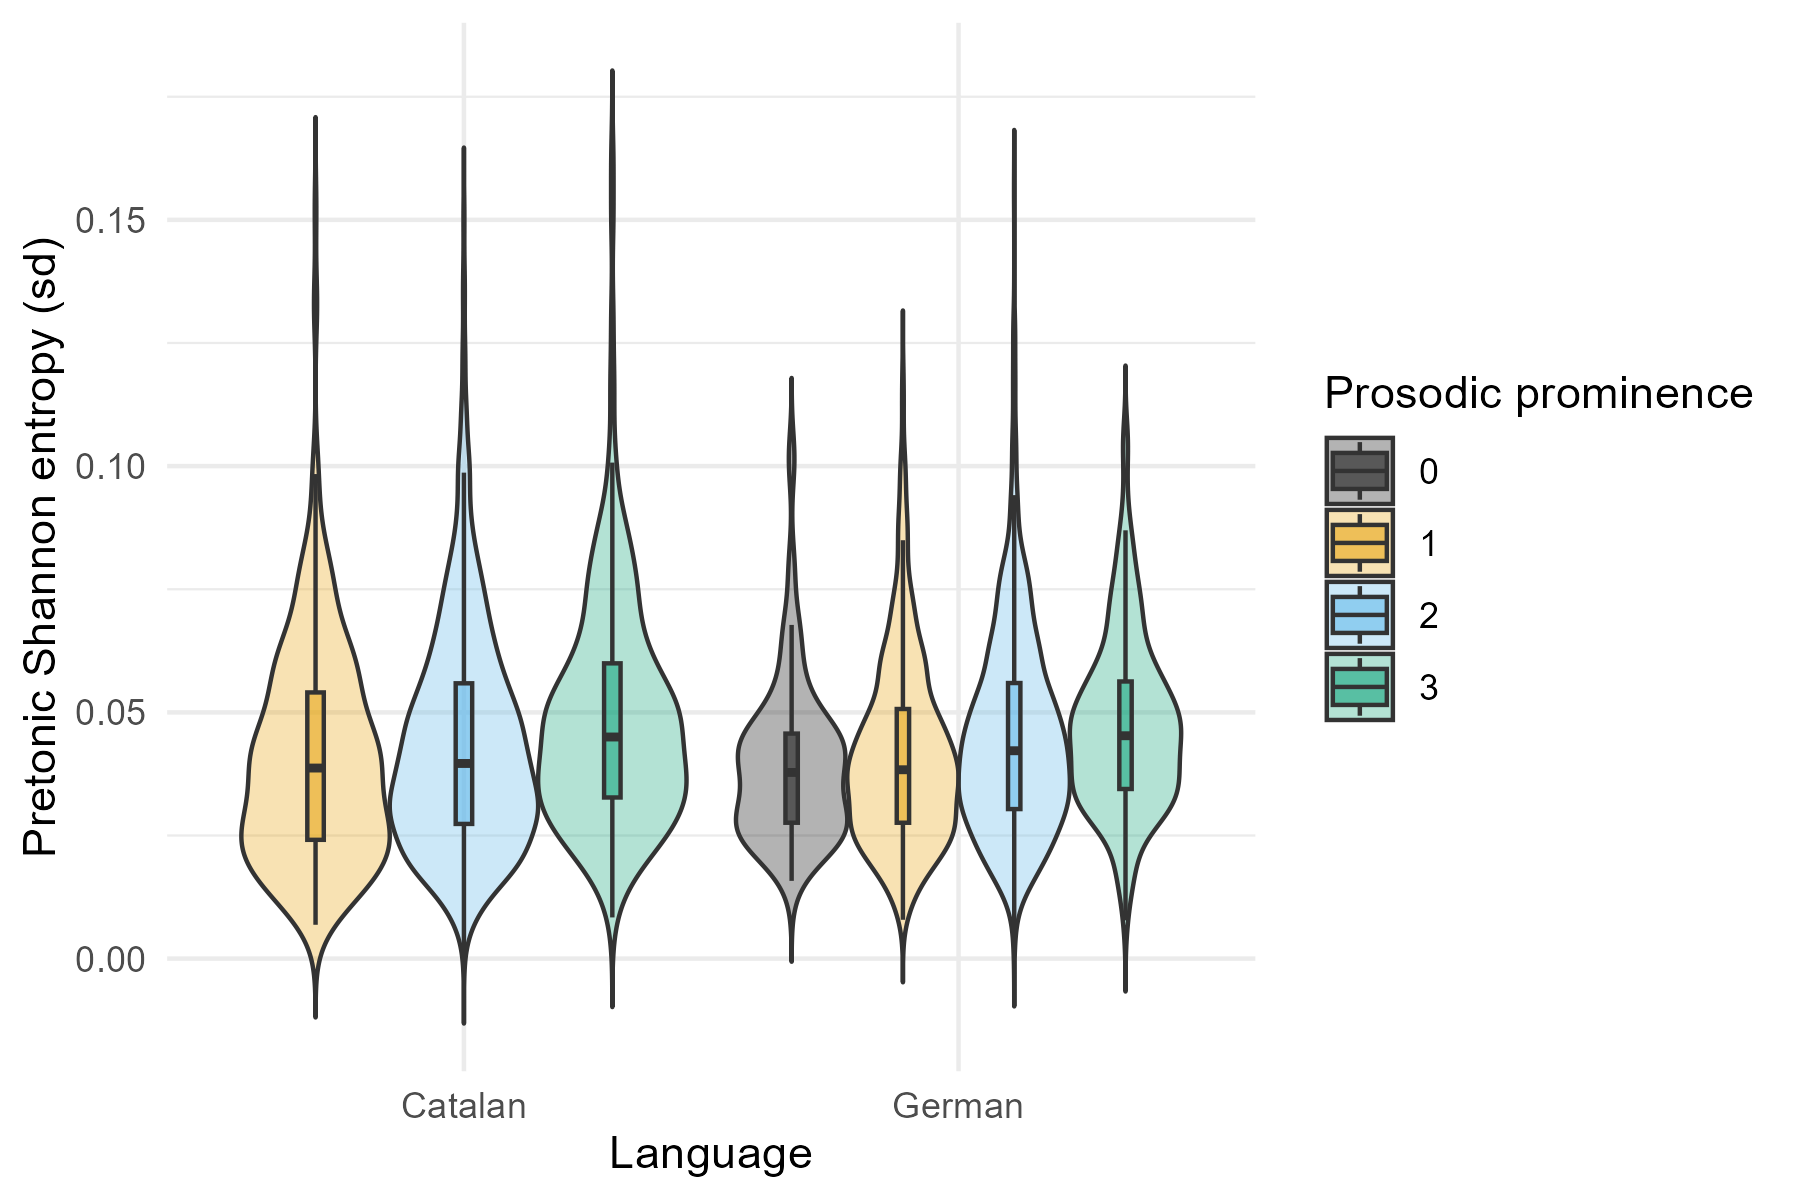 Pretonic Shannon entropy (sd)
0.15
0.10
0.05
0.00
Catalan
German
Language
Prosodic prominence
0
1
2
3